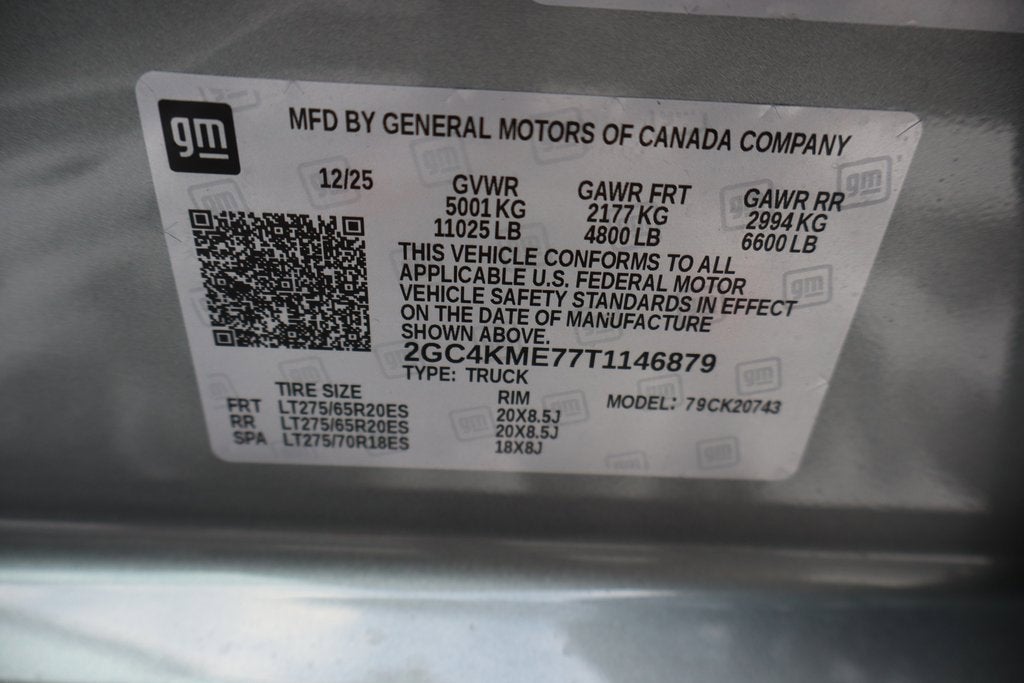 gm
MFD BY GENERAL MOTORS OF CANADA COMPANY
12/25 GVWR GAWR FRT GAWR RR
5001 KG 2177 KG 2994 KG
11025 LB 4800 LB 6600 LB
THIS VEHICLE CONFORMS TO ALL
APPLICABLE U.S. FEDERAL MOTOR
VEHICLE SAFETY STANDARDS IN EFFECT
ON THE DATE OF MANUFACTURE
SHOWN ABOVE.
2GC4KME77T1146879
TYPE: TRUCK
TIRE SIZE RIM MODEL: 79CK20743
FRT LT275/65R20ES 20X8.5J
RR LT275/65R20ES 20X8.5J
SPA LT275/70R18ES 18X8J